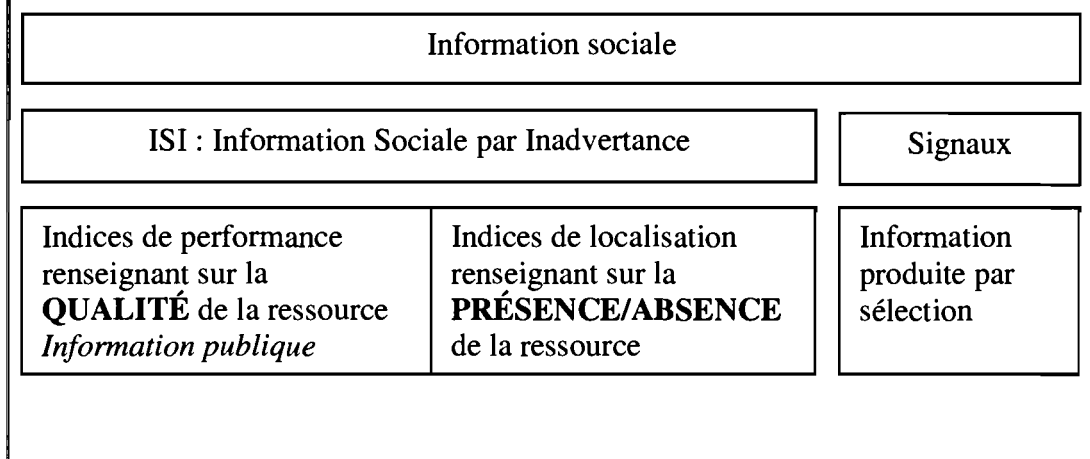 Information sociale
ISI : Information Sociale par Inadvertance
Signaux
Indices de performance
renseignant sur la
QUALITÉ de la ressource
Information publique
Indices de localisation
renseignant sur la
PRÉSENCE/ABSENCE
de la ressource
Information
produite par
sélection